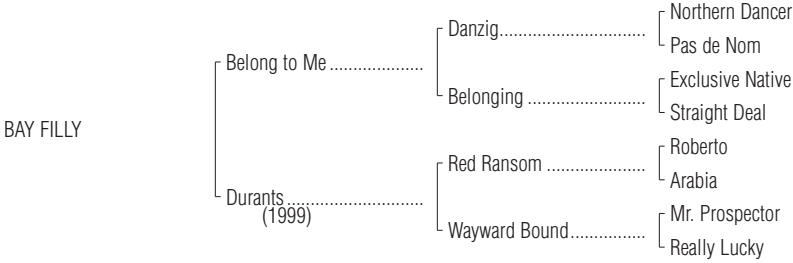 Northern Dancer
Danzig..............................
Pas de Nom
Belong to Me ...................
Exclusive Native
Belonging ........................
Straight Deal
BAY FILLY
Roberto
Red Ransom ....................
Arabia
Durants............................
(1999)
Mr. Prospector
Wayward Bound...............
Really Lucky